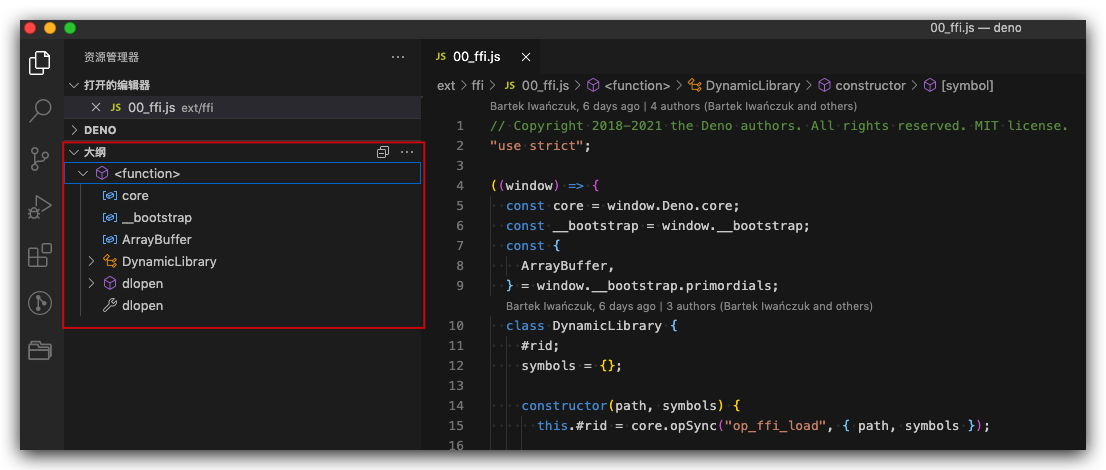 00_ffi.js — deno
资源管理器
打开的编辑器
JS 00_ffi.js ext/ffi
DENO
大纲
<function>
core
__bootstrap
ArrayBuffer
DynamicLibrary
dlopen
dlopen
JS 00_ffi.js
ext > ffi > JS 00_ffi.js > <function> > DynamicLibrary > constructor > [symbol]
Bartek Iwańczuk, 6 days ago | 4 authors (Bartek Iwańczuk and others)
1 // Copyright 2018-2021 the Deno authors. All rights reserved. MIT license.
2 "use strict";
3
4 ((window) => {
5 const core = window.Deno.core;
6 const __bootstrap = window.__bootstrap;
7 const {
8 ArrayBuffer,
9 } = window.__bootstrap.primordials;
Bartek Iwańczuk, 6 days ago | 3 authors (Bartek Iwańczuk and others)
10 class DynamicLibrary {
11 #rid;
12 symbols = {};
13
14 constructor(path, symbols) {
15 this.#rid = core.opSync("op_ffi_load", { path, symbols });
16